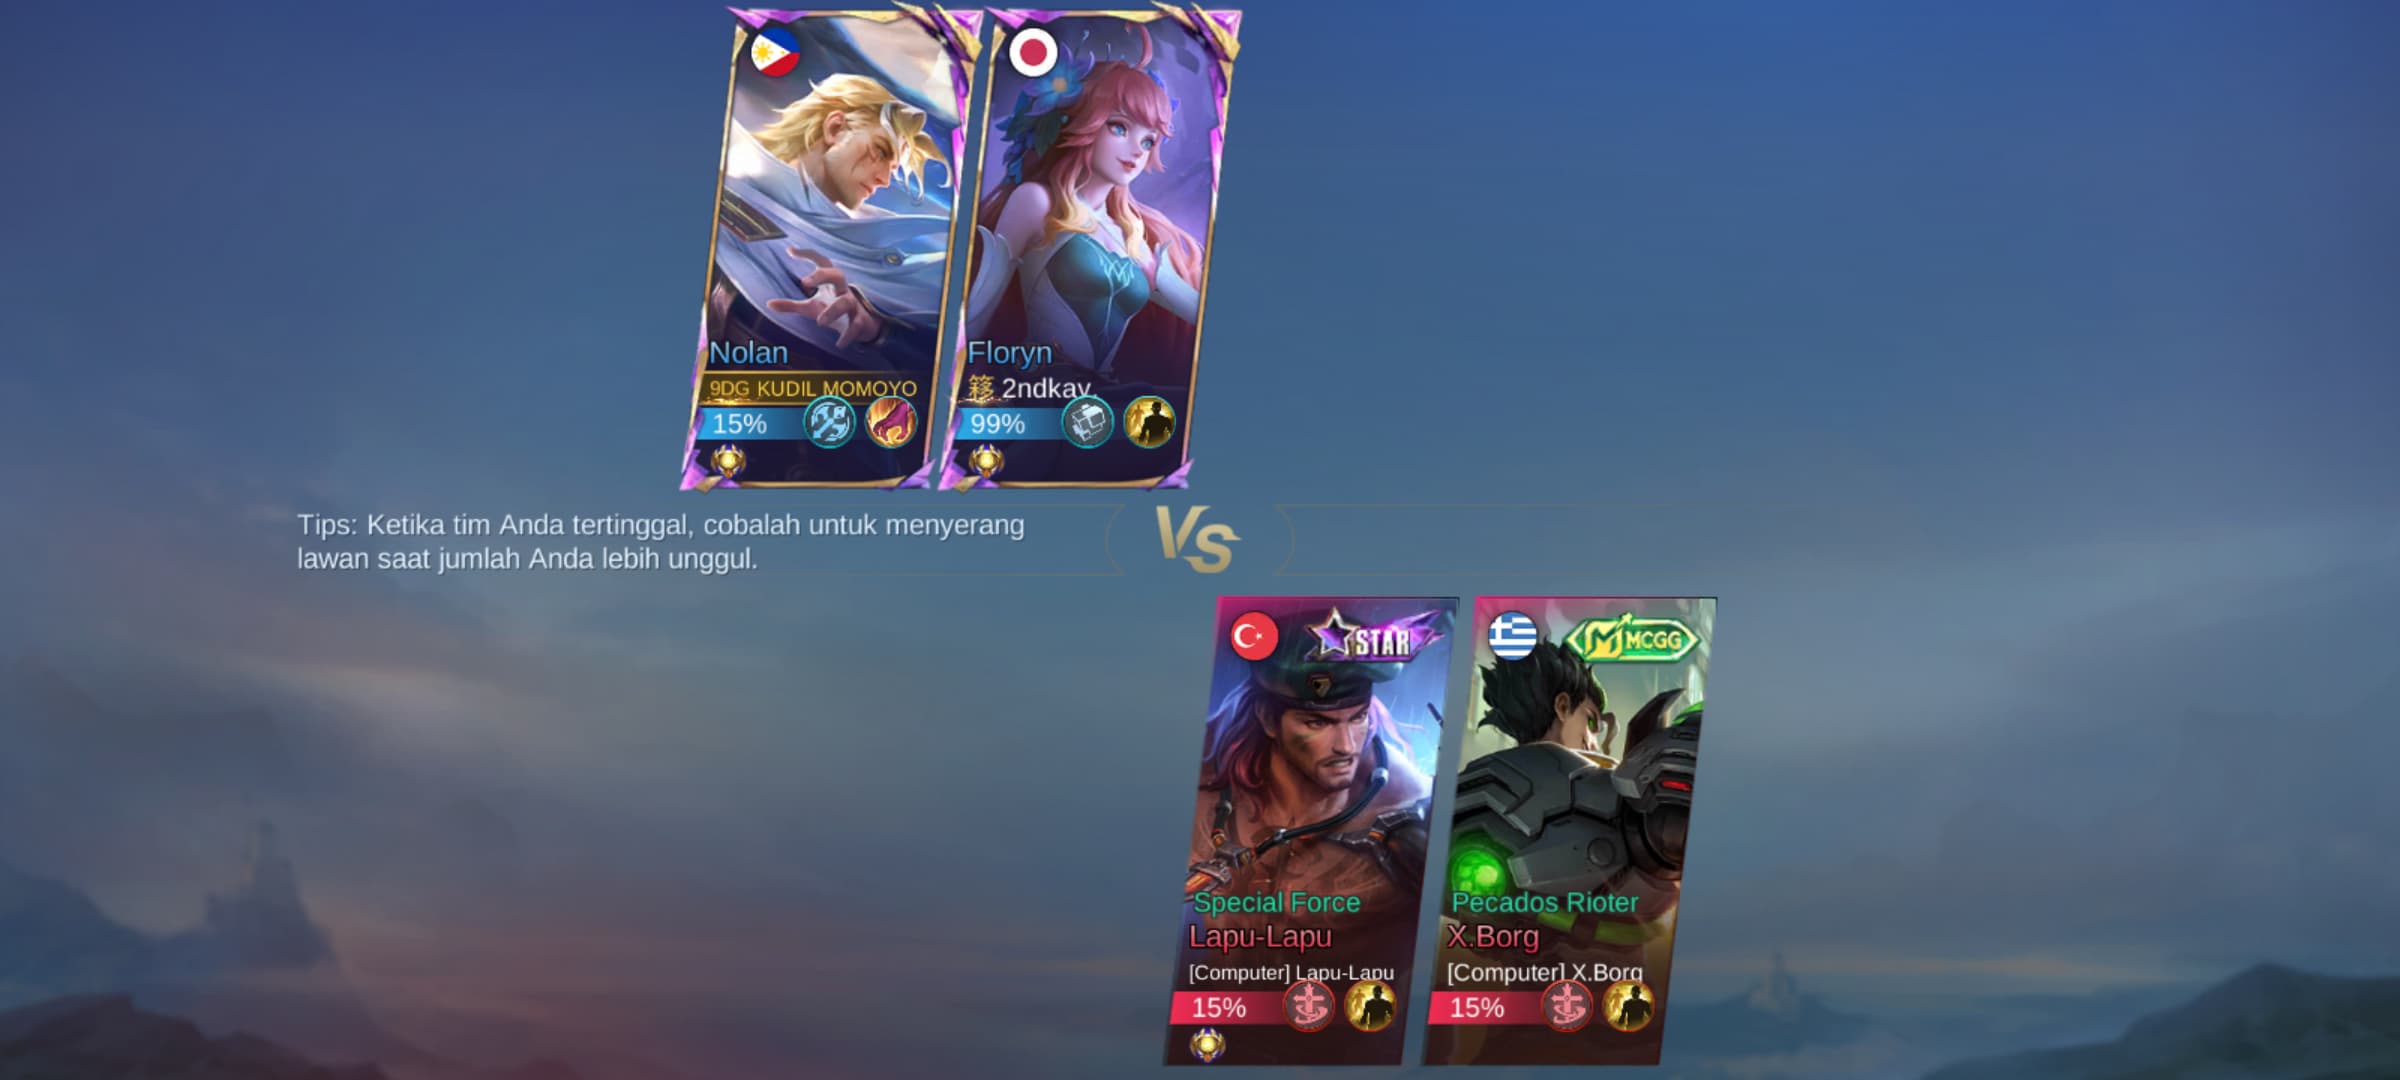 Nolan
9DG KUDIL MOMOYO
15%
Floryn
簃 2ndkay.
99%
Tips: Ketika tim Anda tertinggal, cobalah untuk menyerang
lawan saat jumlah Anda lebih unggul.
VS
STAR
Special Force
Lapu-Lapu
[Computer] Lapu-Lapu
15%
MCGG
Pecados Rioter
X.Borg
[Computer] X.Borg
15%